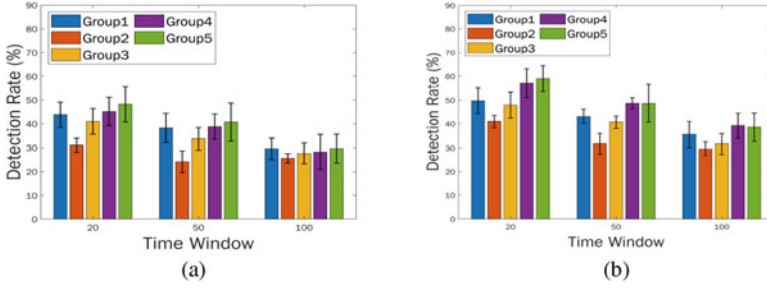 90
80
70
60
50
40
30
20
10
0
Detection Rate (%)
Group1 Group4
Group2 Group5
Group3
20 50 100
Time Window
(a)
90
80
70
60
50
40
30
20
10
0
Detection Rate (%)
Group1 Group4
Group2 Group5
Group3
20 50 100
Time Window
(b)